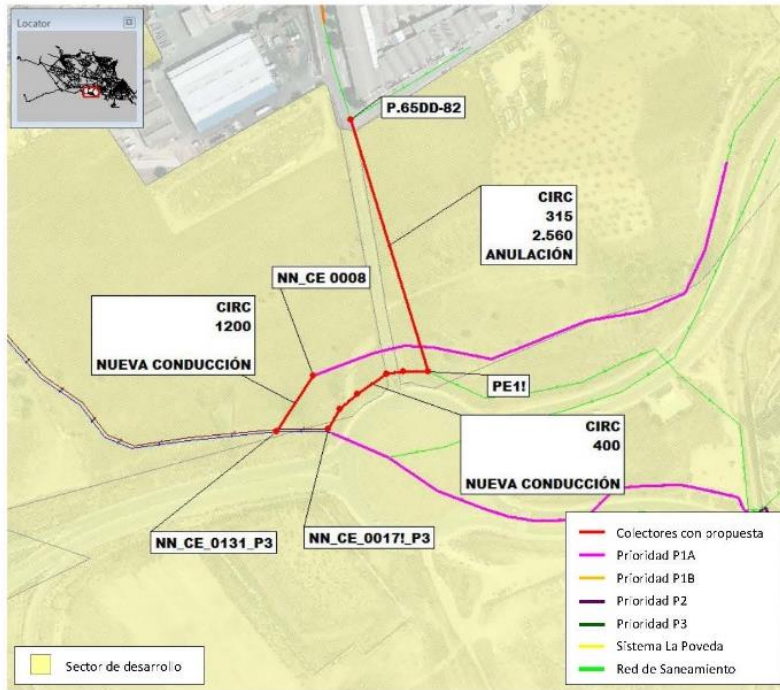 Locator
P.65DD-82
CIRC
315
2.560
ANULACIÓN
NN_CE 0008
CIRC
1200
NUEVA CONDUCCIÓN
PE1!
CIRC
400
NUEVA CONDUCCIÓN
NN_CE_0131_P3
NN_CE_0017!_P3
Colectores con propuesta
Prioridad P1A
Prioridad P1B
Prioridad P2
Prioridad P3
Sistema La Poveda
Red de Saneamiento
Sector de desarrollo